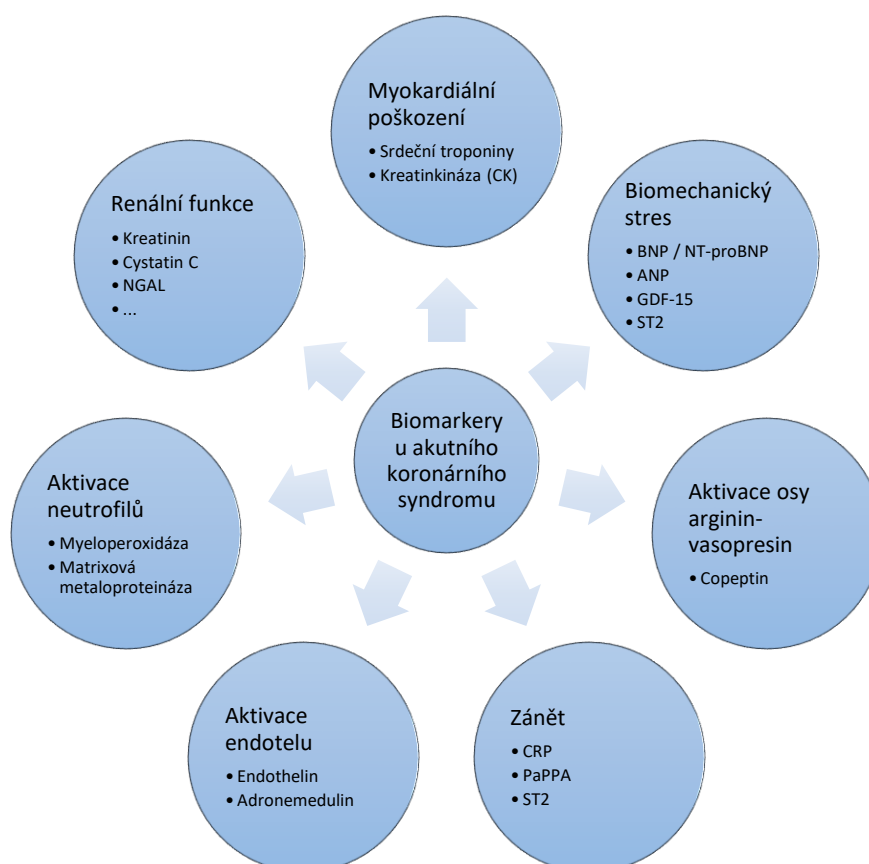 Myokardiální
poškození
• Srdeční troponiny
• Kreatinkináza (CK)
Biomechanický
stres
• BNP / NT-proBNP
• ANP
• GDF-15
• ST2
Aktivace osy
arginin-
vasopresin
• Copeptin
Zánět
• CRP
• PaPPA
• ST2
Aktivace
endotelu
• Endothelin
• Adronemedulin
Aktivace
neutrofilů
• Myeloperoxidáza
• Matrixová
metaloproteináza
Renální funkce
• Kreatinin
• Cystatin C
• NGAL
• ...
Biomarkery
u akutního
koronárního
syndromu